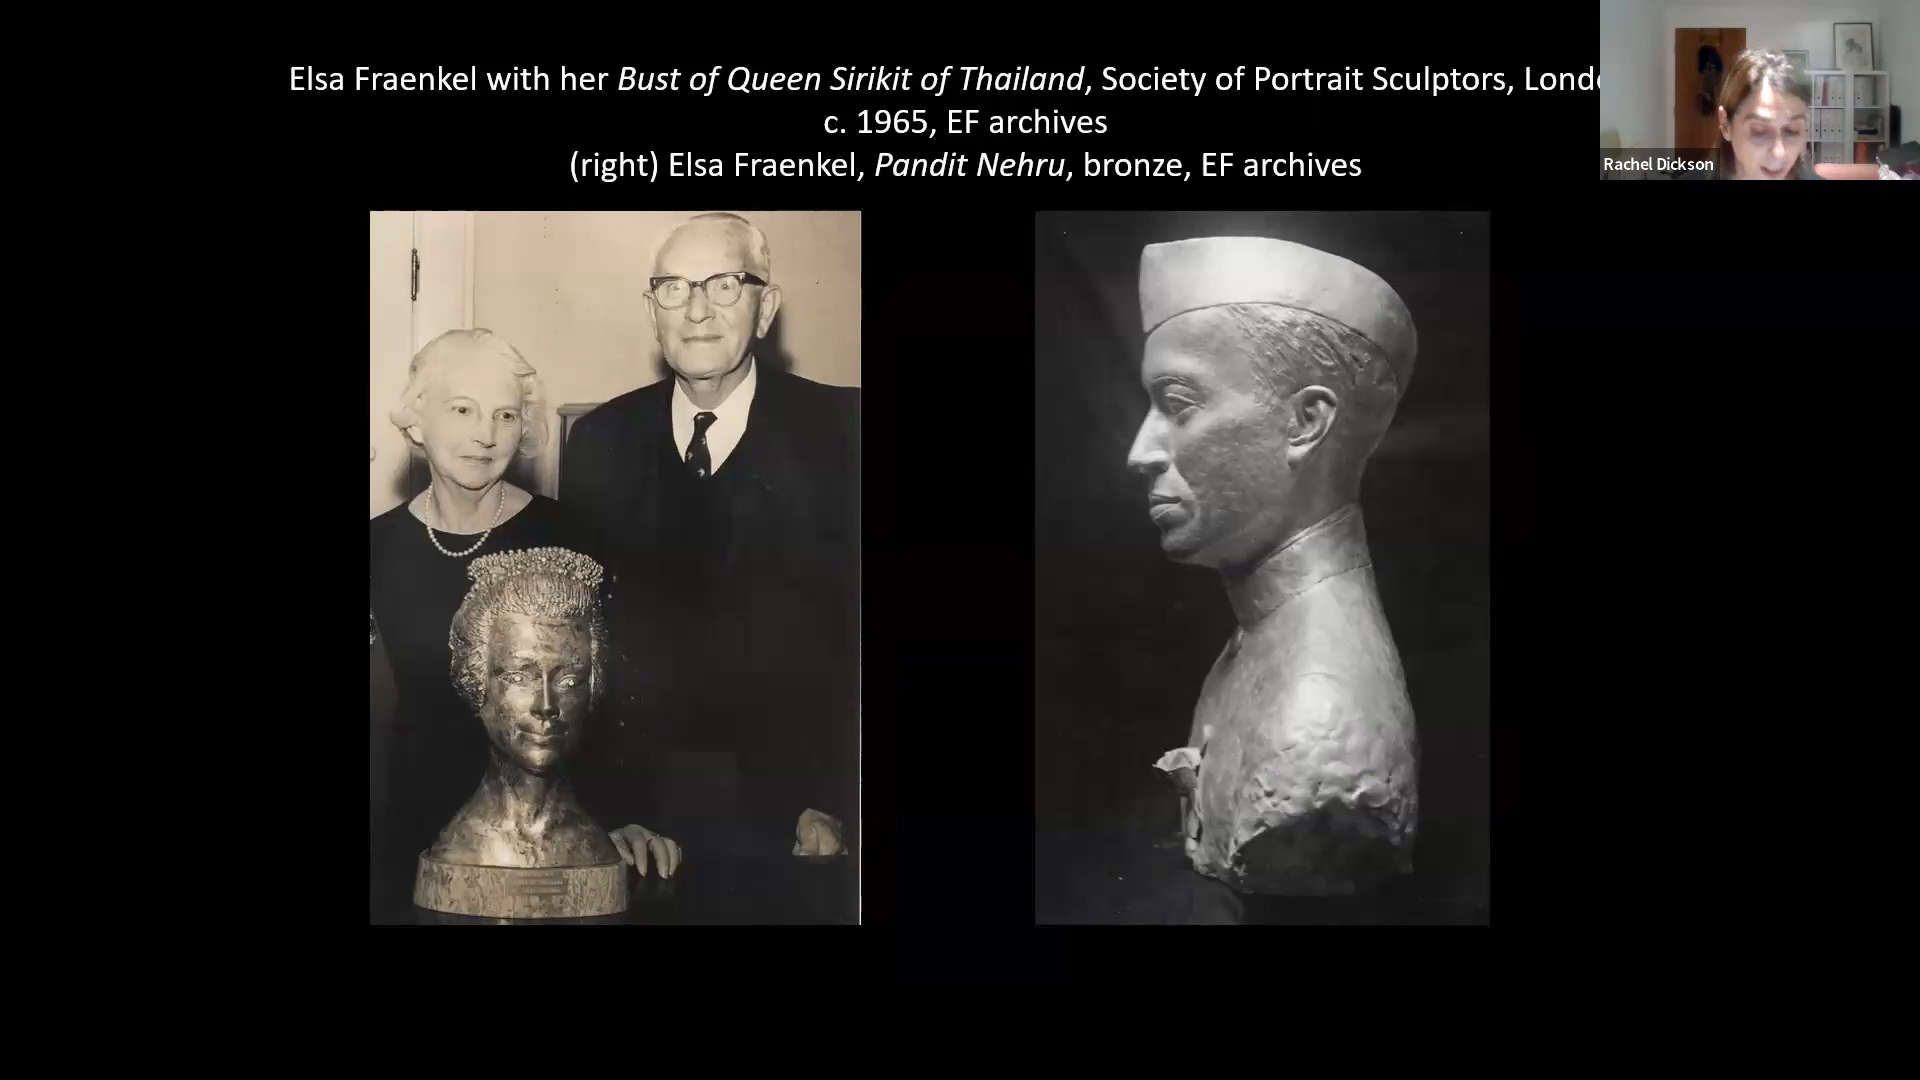 Elsa Fraenkel with her Bust of Queen Sirikit of Thailand, Society of Portrait Sculptors,
c. 1965, EF archives
(right) Elsa Fraenkel, Pandit Nehru, bronze, EF archives
Rachel Dickson